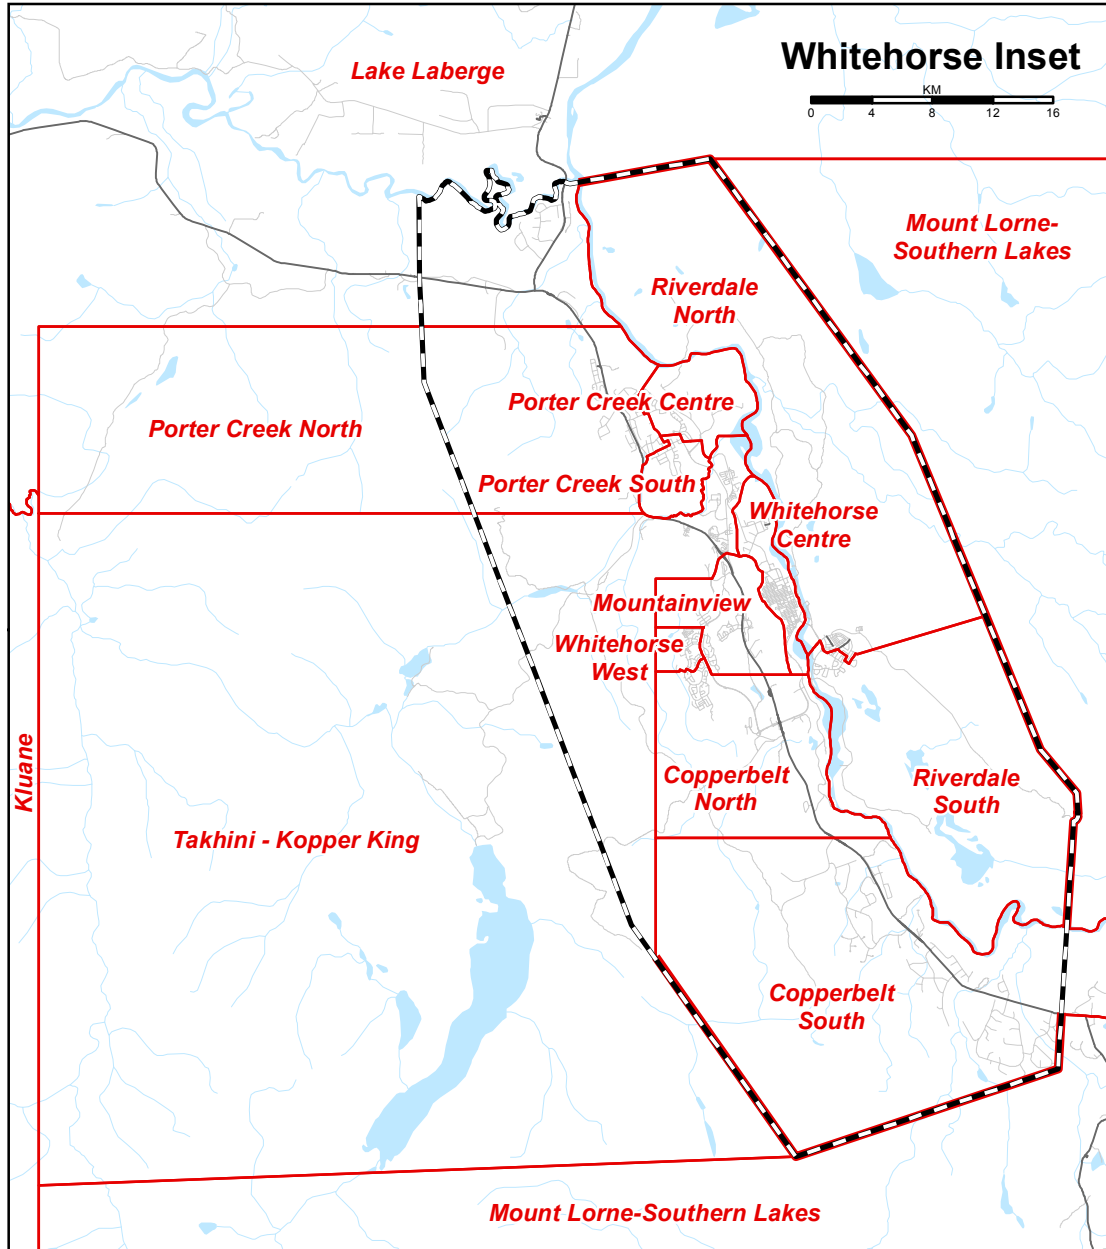 Whitehorse Inset
KM
0 4 8 12 16
Lake Laberge
Mount Lorne-
Southern Lakes
Riverdale
North
Porter Creek Centre
Porter Creek North
Porter Creek South
Whitehorse
Centre
Mountainview
Whitehorse
West
Kluane
Copperbelt
North
Riverdale
South
Takhini - Kopper King
Copperbelt
South
Mount Lorne-Southern Lakes